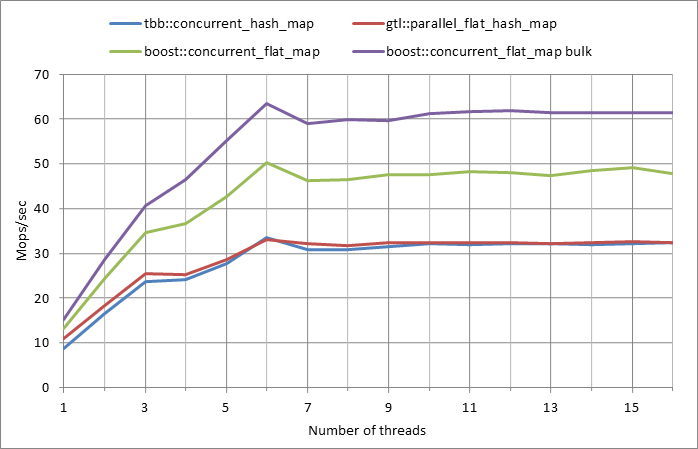 tbb::concurrent_hash_map gtl::parallel_flat_hash_map
boost::concurrent_flat_map boost::concurrent_flat_map bulk
70
60
50
40
30
20
10
0
Mops/sec
1 3 5 7 9 11 13 15
Number of threads